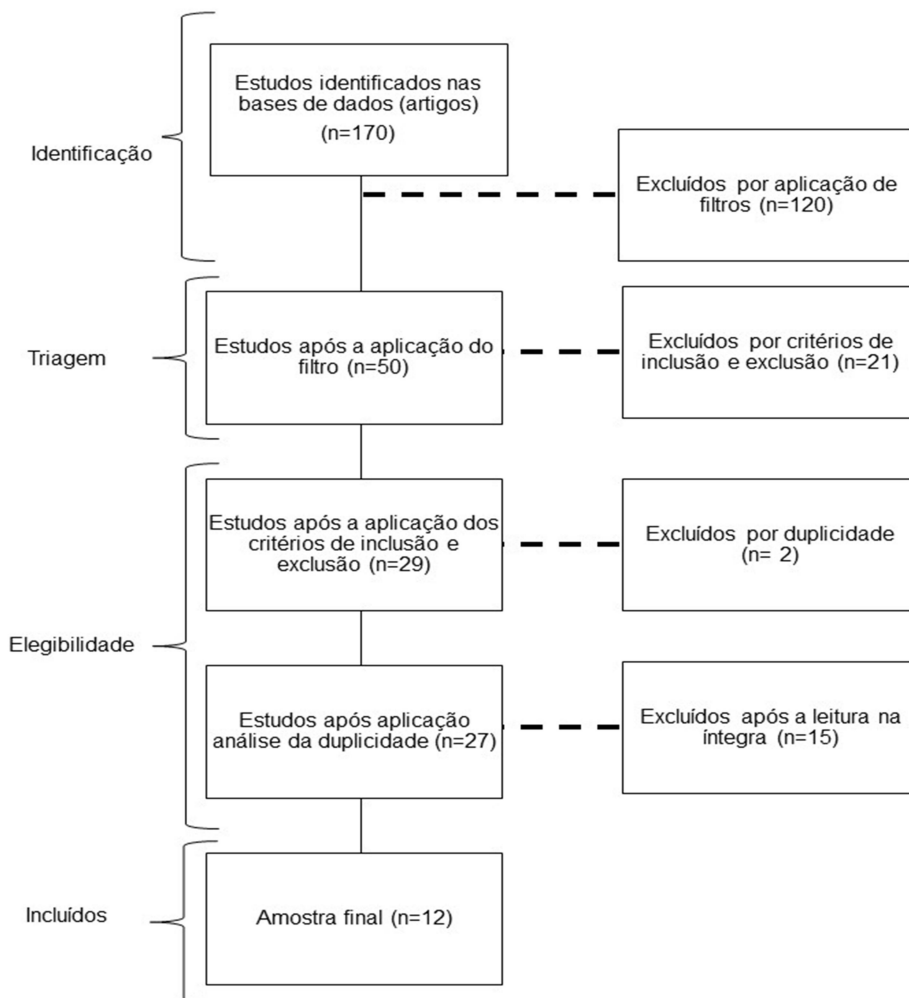 Identificação
Estudos identificados nas
bases de dados (artigos)
(n=170)
Excluídos por aplicação de
filtros (n=120)
Triagem
Estudos após a aplicação do
filtro (n=50)
Excluídos por critérios de
inclusão e exclusão (n=21)
Elegibilidade
Estudos após a aplicação dos
critérios de inclusão e
exclusão (n=29)
Excluídos por duplicidade
(n= 2)
Estudos após aplicação
análise da duplicidade (n=27)
Excluídos após a leitura na
íntegra (n=15)
Incluídos
Amostra final (n=12)